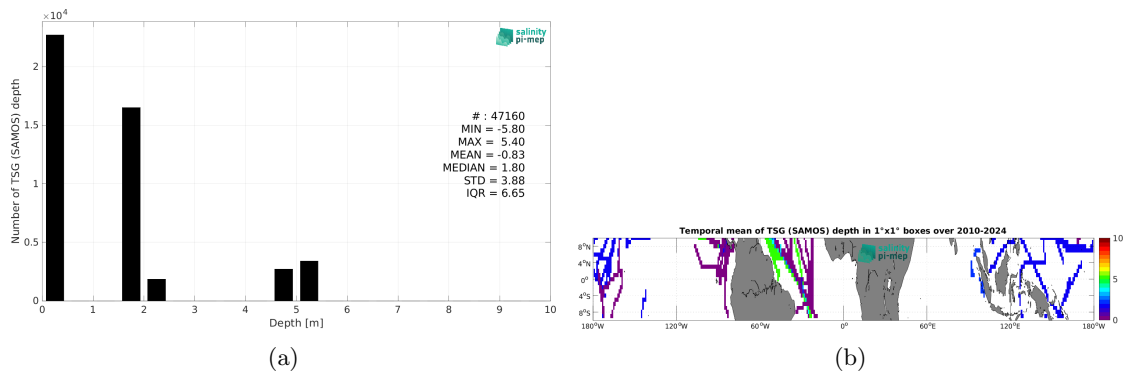 ×10⁴
salinity
pi-mep
# : 47160
MIN = -5.80
MAX = 5.40
MEAN = -0.83
MEDIAN = 1.80
STD = 3.88
IQR = 6.65
2
1.5
1
0.5
0
Number of TSG (SAMOS) depth
0 1 2 3 4 5 6 7 8 9 10
Depth [m]
(a)
Temporal mean of TSG (SAMOS) depth in 1°x1° boxes over 2010-2024
salinity
pi-mep
8°N
4°N
0°
4°S
8°S
180°W 120°W 60°W 0° 60°E 120°E 180°W
10
5
0
(b)